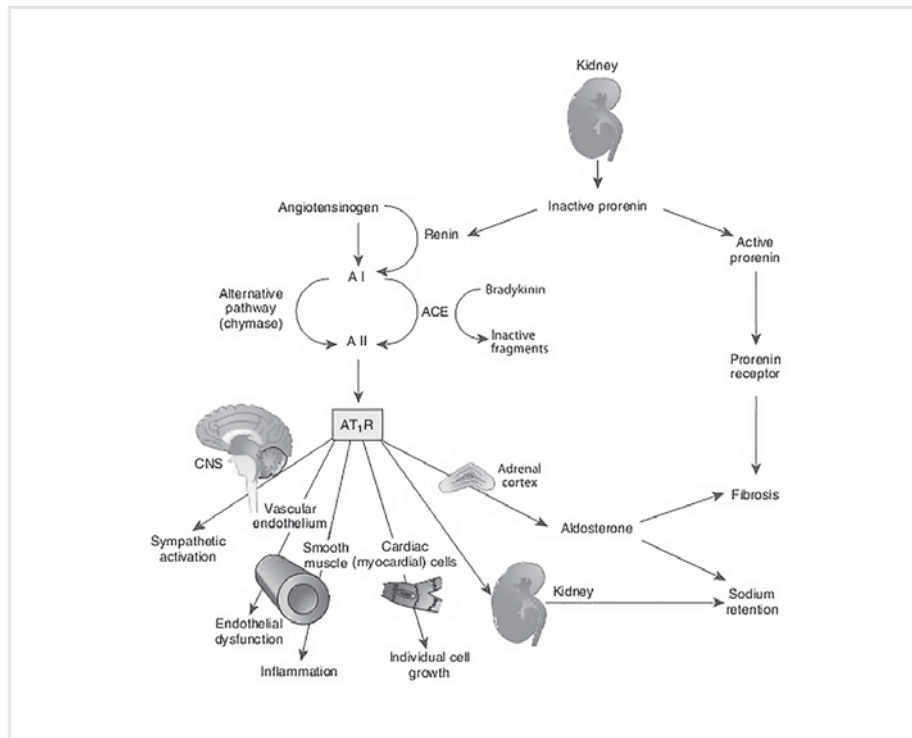 Kidney
Inactive prorenin
Angiotensinogen
Renin
Active
prorenin
A I
Alternative
pathway
(chymase)
ACE
Bradykinin
Inactive
fragments
A II
Prorenin
receptor
AT₁R
CNS
Adrenal
cortex
Fibrosis
Vascular
endothelium
Aldosterone
Sympathetic
activation
Smooth
muscle
Cardiac
(myocardial) cells
Kidney
Sodium
retention
Endothelial
dysfunction
Inflammation
Individual cell
growth